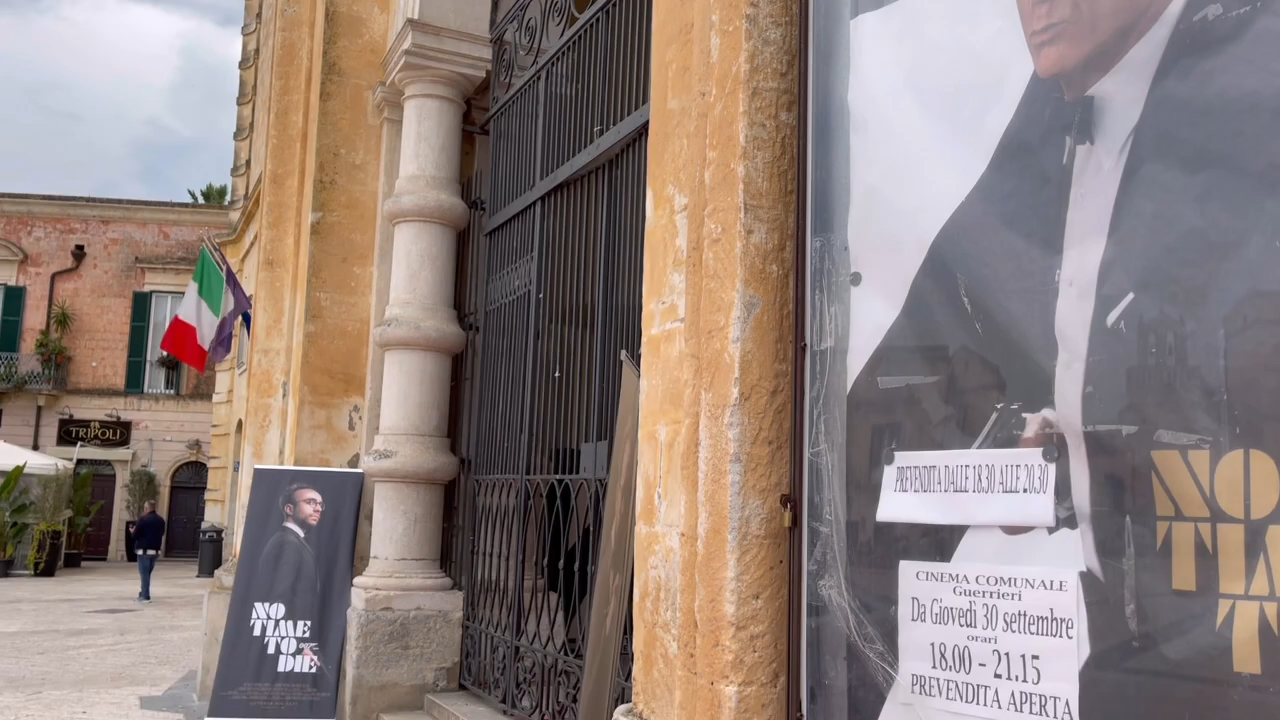 TRIPOLI
NO
TIME
TO
007
DIE
PREVENDITA DALLE 18.30 ALLE 20.30
CINEMA COMUNALE
Guerrieri
Da Giovedì 30 settembre
orari
18.00 - 21.15
PREVENDITA APERTA
NO